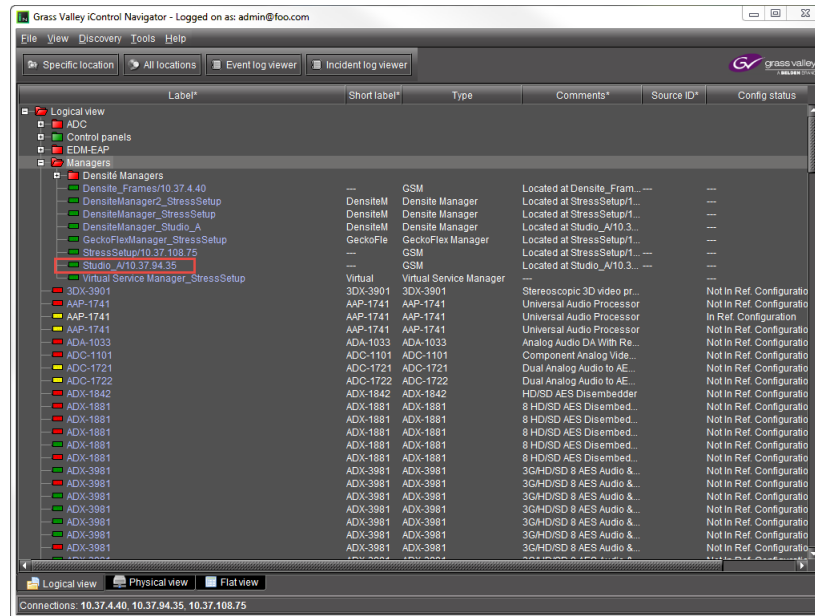 Grass Valley iControl Navigator - Logged on as: admin@foo.com
File View Discovery Tools Help
Specific location All locations Event log viewer Incident log viewer
grass valley
A BELDEN BRAND
Label* Short label* Type Comments* Source ID* Config status
Logical view
ADC
Control panels
EDM-EAP
Managers
Densité Managers
Densite_Frames/10.37.4.40 --- GSM Located at Densite_Fram... --- ---
DensiteManager2_StressSetup DensiteM Densite Manager Located at StressSetup/1... ---
DensiteManager_StressSetup DensiteM Densite Manager Located at StressSetup/1... ---
DensiteManager_Studio_A DensiteM Densite Manager Located at Studio_A/10.3... ---
GeckoFlexManager_StressSetup GeckoFle GeckoFlex Manager Located at StressSetup/1... ---
StressSetup/10.37.108.75 --- GSM Located at StressSetup/1... --- ---
Studio_A/10.37.94.35 --- GSM Located at Studio_A/10.3... --- ---
Virtual Service Manager_StressSetup Virtual Virtual Service Manager --- ---
3DX-3901 3DX-3901 3DX-3901 Stereoscopic 3D video pr... Not In Ref. Configuratio
AAP-1741 AAP-1741 AAP-1741 Universal Audio Processor Not In Ref. Configuratio
AAP-1741 AAP-1741 AAP-1741 Universal Audio Processor In Ref. Configuration
AAP-1741 AAP-1741 AAP-1741 Universal Audio Processor Not In Ref. Configuratio
ADA-1033 ADA-1033 ADA-1033 Analog Audio DA With Re... Not In Ref. Configuratio
ADC-1101 ADC-1101 ADC-1101 Component Analog Vide... Not In Ref. Configuratio
ADC-1721 ADC-1721 ADC-1721 Dual Analog Audio to AE... Not In Ref. Configuratio
ADC-1722 ADC-1722 ADC-1722 Dual Analog Audio to AE... Not In Ref. Configuratio
ADX-1842 ADX-1842 ADX-1842 HD/SD AES Disembedder Not In Ref. Configuratio
ADX-1881 ADX-1881 ADX-1881 8 HD/SD AES Disembed... Not In Ref. Configuratio
ADX-1881 ADX-1881 ADX-1881 8 HD/SD AES Disembed... Not In Ref. Configuratio
ADX-1881 ADX-1881 ADX-1881 8 HD/SD AES Disembed... Not In Ref. Configuratio
ADX-1881 ADX-1881 ADX-1881 8 HD/SD AES Disembed... Not In Ref. Configuratio
ADX-1881 ADX-1881 ADX-1881 8 HD/SD AES Disembed... Not In Ref. Configuratio
ADX-3981 ADX-3981 ADX-3981 3G/HD/SD 8 AES Audio &... Not In Ref. Configuratio
ADX-3981 ADX-3981 ADX-3981 3G/HD/SD 8 AES Audio &... Not In Ref. Configuratio
ADX-3981 ADX-3981 ADX-3981 3G/HD/SD 8 AES Audio &... Not In Ref. Configuratio
ADX-3981 ADX-3981 ADX-3981 3G/HD/SD 8 AES Audio &... Not In Ref. Configuratio
ADX-3981 ADX-3981 ADX-3981 3G/HD/SD 8 AES Audio &... Not In Ref. Configuratio
ADX-3981 ADX-3981 ADX-3981 3G/HD/SD 8 AES Audio &... Not In Ref. Configuratio
Logical view Physical view Flat view
Connections: 10.37.4.40, 10.37.94.35, 10.37.108.75